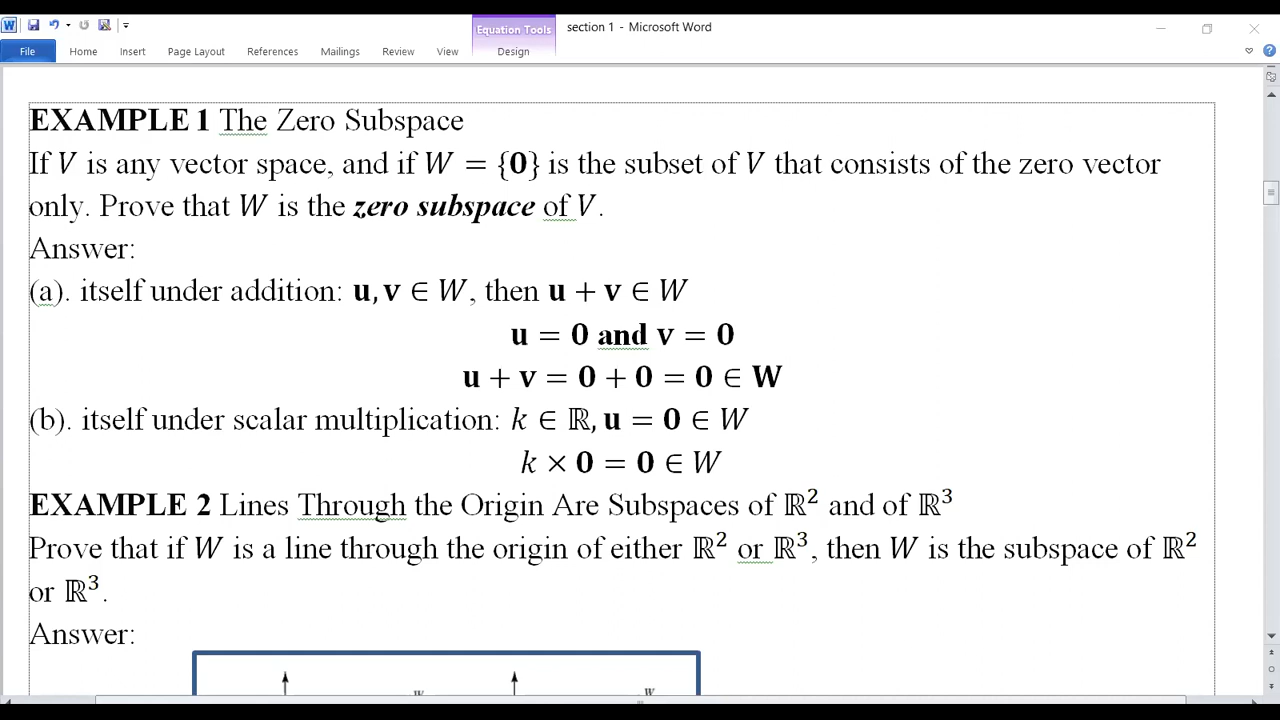 Equation Tools
section 1 - Microsoft Word
File Home Insert Page Layout References Mailings Review View Design
EXAMPLE 1 The Zero Subspace
If V is any vector space, and if W = {0} is the subset of V that consists of the zero vector
only. Prove that W is the zero subspace of V.
Answer:
(a). itself under addition: u, v ∈ W, then u + v ∈ W
u = 0 and v = 0
u + v = 0 + 0 = 0 ∈ W
(b). itself under scalar multiplication: k ∈ ℝ, u = 0 ∈ W
k × 0 = 0 ∈ W
EXAMPLE 2 Lines Through the Origin Are Subspaces of ℝ² and of ℝ³
Prove that if W is a line through the origin of either ℝ² or ℝ³, then W is the subspace of ℝ²
or ℝ³.
Answer:
W W